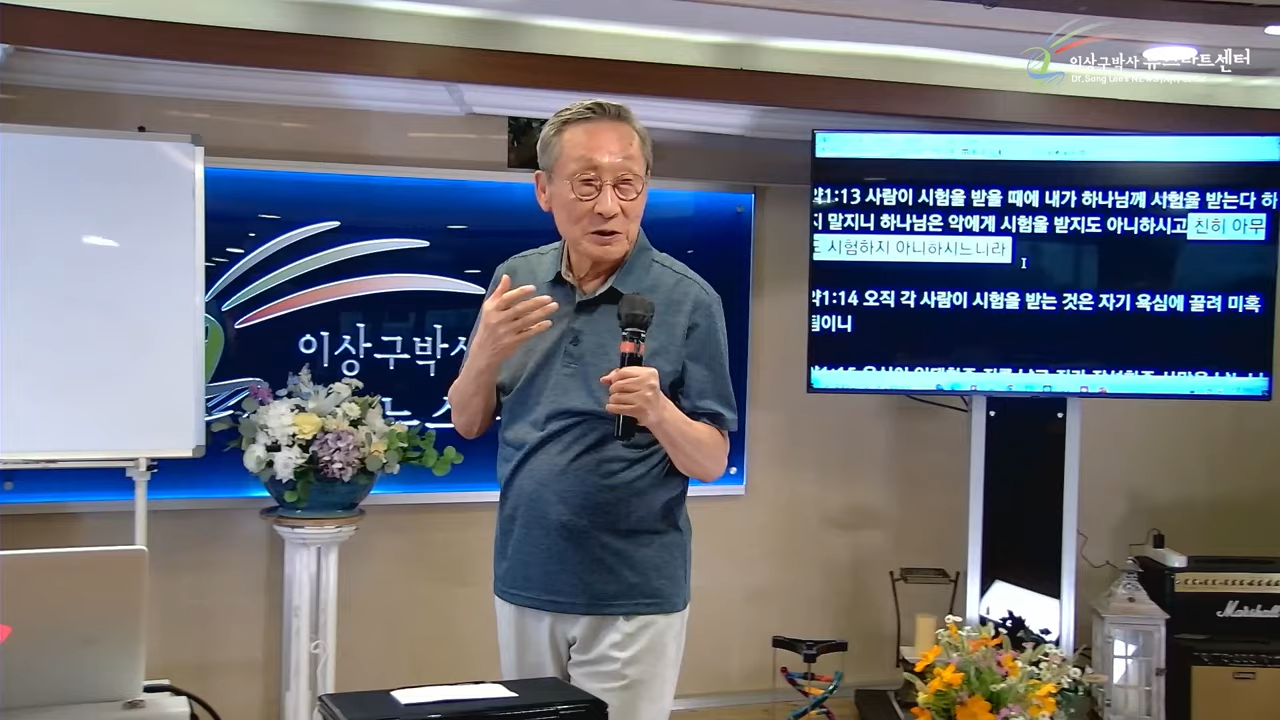 이상구박사 뉴스타트센터
이상구박
약1:13 사람이 시험을 받을 때에 내가 하나님께 시험을 받는다 하
지 말지니 하나님은 악에게 시험을 받지도 아니하시고 친히 아무
도 시험하지 아니하시느니라
약1:14 오직 각 사람이 시험을 받는 것은 자기 욕심에 끌려 미혹
됨이니
Marshall